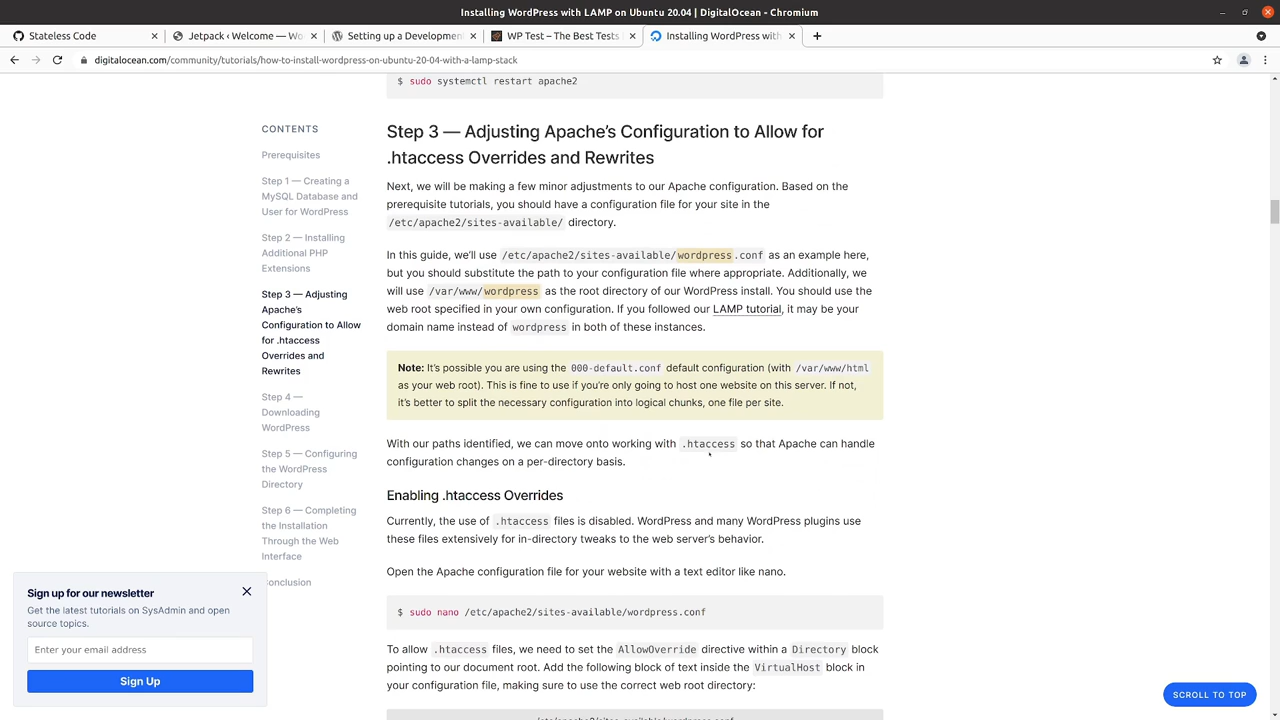 Installing WordPress with LAMP on Ubuntu 20.04 | DigitalOcean - Chromium
Stateless Code
Jetpack ‹ Welcome — Wo
Setting up a Developmen
WP Test – The Best Tests
Installing WordPress with
digitalocean.com/community/tutorials/how-to-install-wordpress-on-ubuntu-20-04-with-a-lamp-stack
$ sudo systemctl restart apache2
CONTENTS
Prerequisites
Step 1 — Creating a
MySQL Database and
User for WordPress
Step 2 — Installing
Additional PHP
Extensions
Step 3 — Adjusting
Apache’s
Configuration to Allow
for .htaccess
Overrides and
Rewrites
Step 4 —
Downloading
WordPress
Step 5 — Configuring
the WordPress
Directory
Step 6 — Completing
the Installation
Through the Web
Interface
onclusion
Step 3 — Adjusting Apache’s Configuration to Allow for
.htaccess Overrides and Rewrites
Next, we will be making a few minor adjustments to our Apache configuration. Based on the
prerequisite tutorials, you should have a configuration file for your site in the
/etc/apache2/sites-available/ directory.
In this guide, we’ll use /etc/apache2/sites-available/wordpress.conf as an example here,
but you should substitute the path to your configuration file where appropriate. Additionally, we
will use /var/www/wordpress as the root directory of our WordPress install. You should use the
web root specified in your own configuration. If you followed our LAMP tutorial, it may be your
domain name instead of wordpress in both of these instances.
Note: It’s possible you are using the 000-default.conf default configuration (with /var/www/html
as your web root). This is fine to use if you’re only going to host one website on this server. If not,
it’s better to split the necessary configuration into logical chunks, one file per site.
With our paths identified, we can move onto working with .htaccess so that Apache can handle
configuration changes on a per-directory basis.
Enabling .htaccess Overrides
Currently, the use of .htaccess files is disabled. WordPress and many WordPress plugins use
these files extensively for in-directory tweaks to the web server’s behavior.
Open the Apache configuration file for your website with a text editor like nano.
$ sudo nano /etc/apache2/sites-available/wordpress.conf
To allow .htaccess files, we need to set the AllowOverride directive within a Directory block
pointing to our document root. Add the following block of text inside the VirtualHost block in
your configuration file, making sure to use the correct web root directory:
/etc/apache2/sites-available/wordpress.conf
Sign up for our newsletter
Get the latest tutorials on SysAdmin and open
source topics.
Enter your email address
Sign Up
SCROLL TO TOP